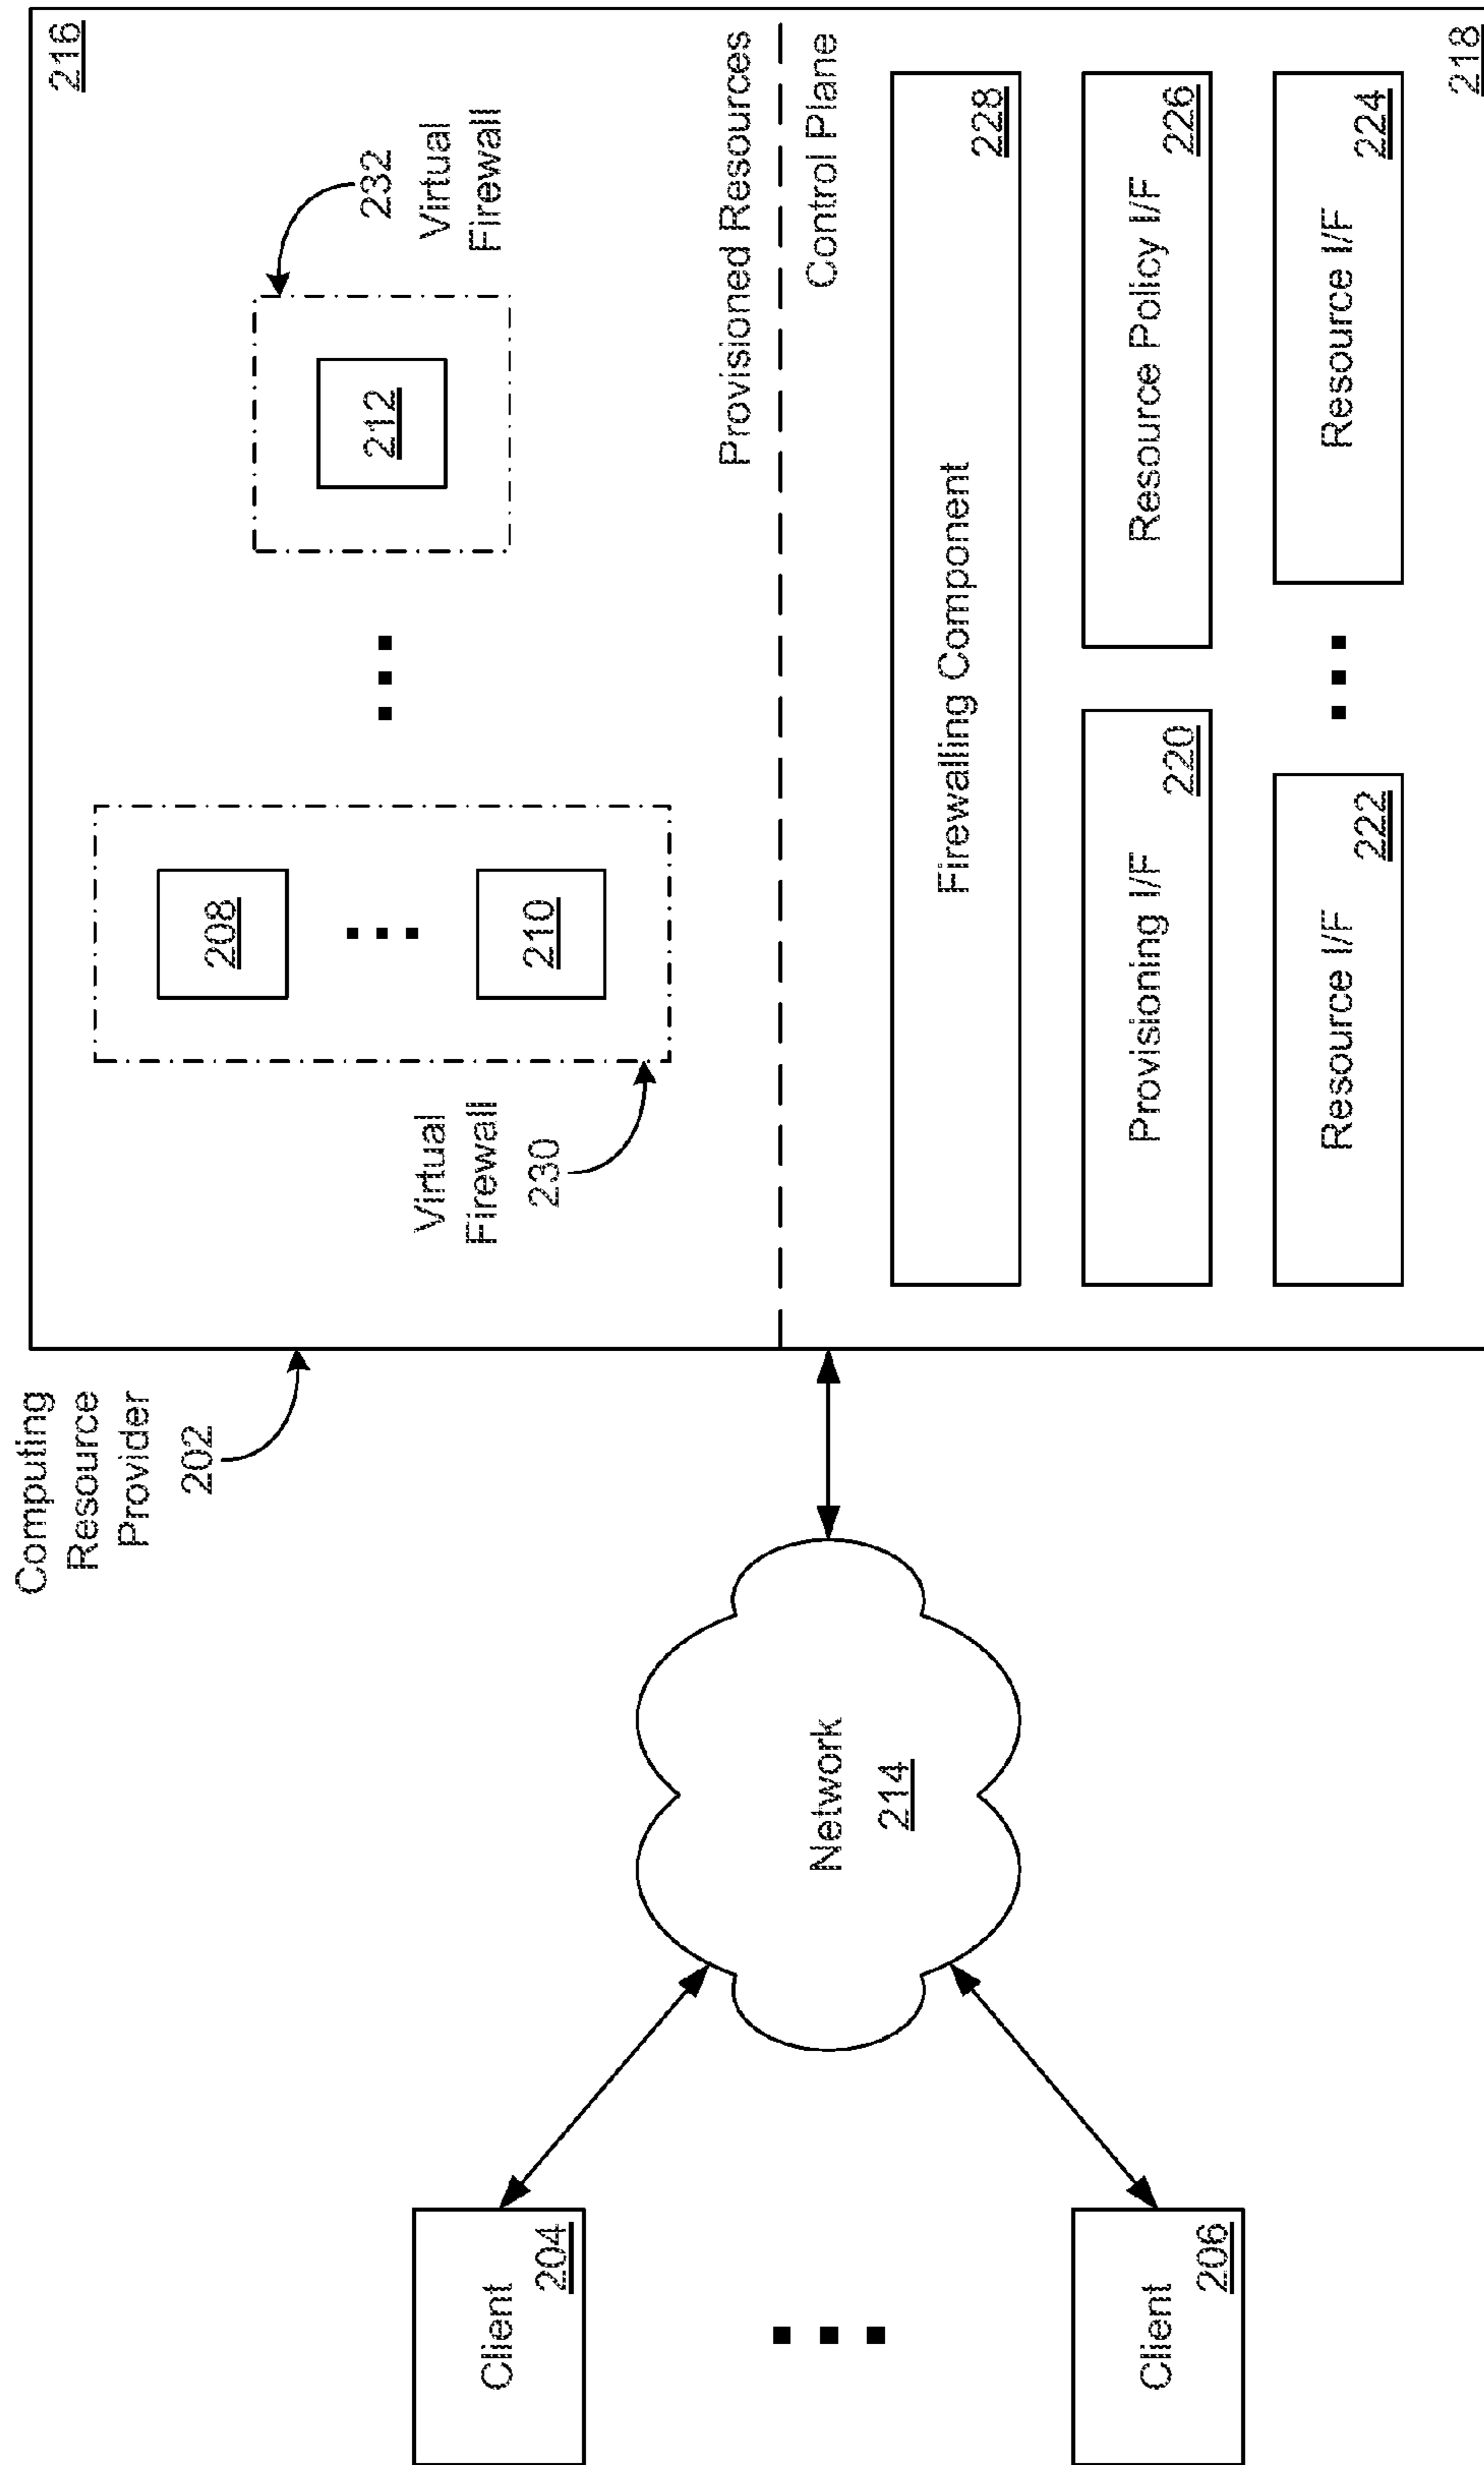 Computing
Resource
Provider
202
216
208
210
212
Virtual
Firewall
230
232
Virtual
Firewall
Provisioned Resources
Control Plane
Firewalling Component
228
Provisioning I/F
220
Resource Policy I/F
226
Resource I/F
222
Resource I/F
224
218
Network
214
Client
204
Client
206